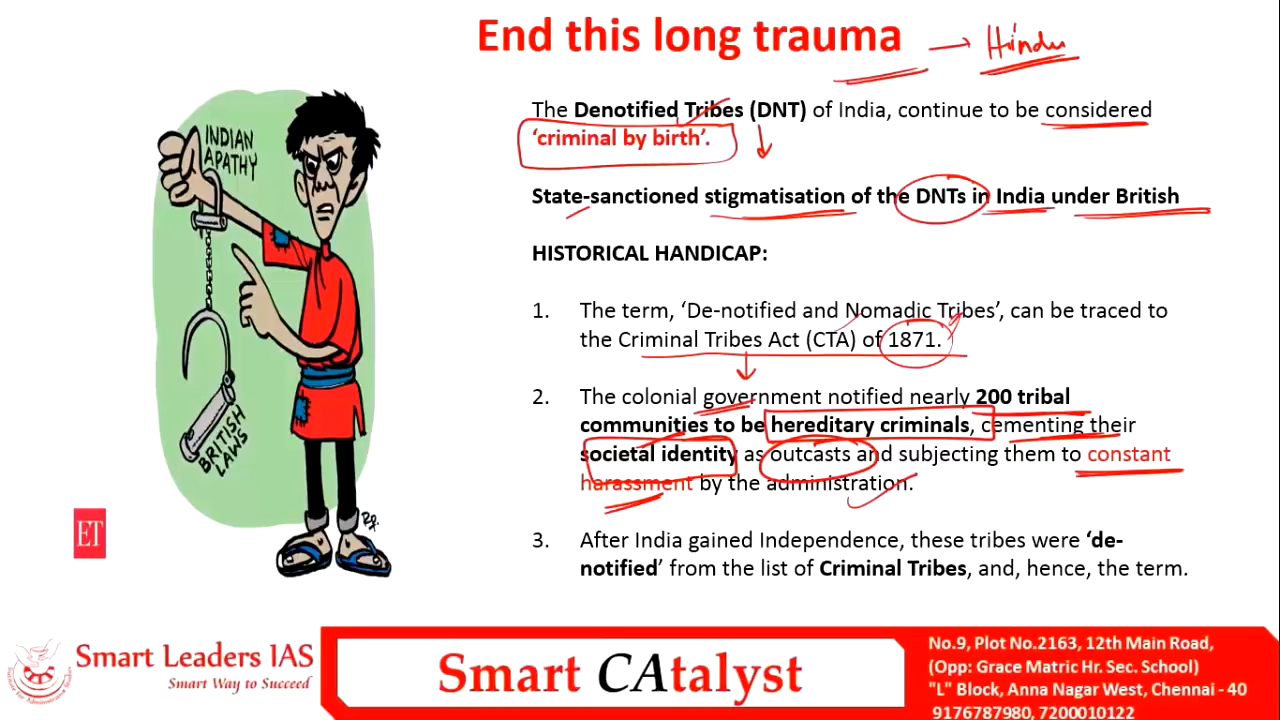 End this long trauma → Hindu
The Denotified Tribes (DNT) of India, continue to be considered
‘criminal by birth’.
State-sanctioned stigmatisation of the DNTs in India under British
HISTORICAL HANDICAP:
1. The term, ‘De-notified and Nomadic Tribes’, can be traced to
the Criminal Tribes Act (CTA) of 1871.
2. The colonial government notified nearly 200 tribal
communities to be hereditary criminals, cementing their
societal identity as outcasts and subjecting them to constant
harassment by the administration.
3. After India gained Independence, these tribes were ‘de-
notified’ from the list of Criminal Tribes, and, hence, the term.
INDIAN
APATHY
BRITISH
LAWS
ET
Smart Leaders IAS
Smart Way to Succeed
Smart CAtalyst
No.9, Plot No.2163, 12th Main Road,
(Opp: Grace Matric Hr. Sec. School)
"L" Block, Anna Nagar West, Chennai - 40
9176787980, 7200010122